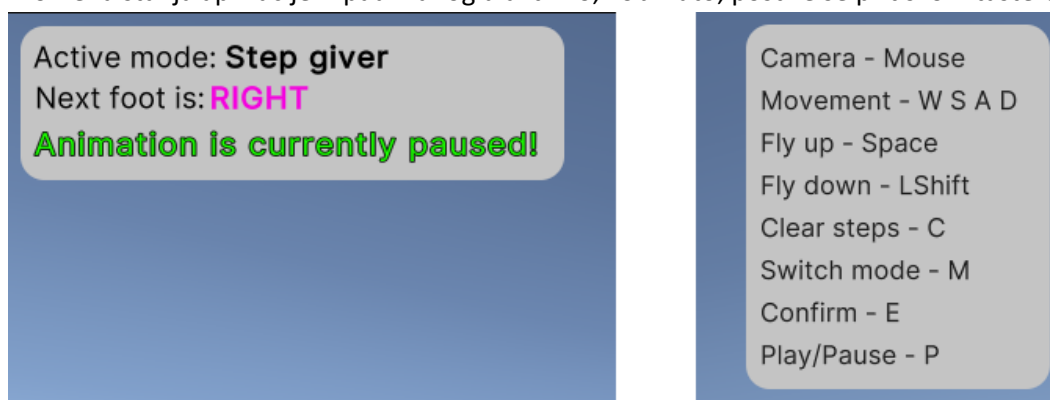 Active mode: Step giver
Next foot is: RIGHT
Animation is currently paused!
Camera - Mouse
Movement - W S A D
Fly up - Space
Fly down - LShift
Clear steps - C
Switch mode - M
Confirm - E
Play/Pause - P